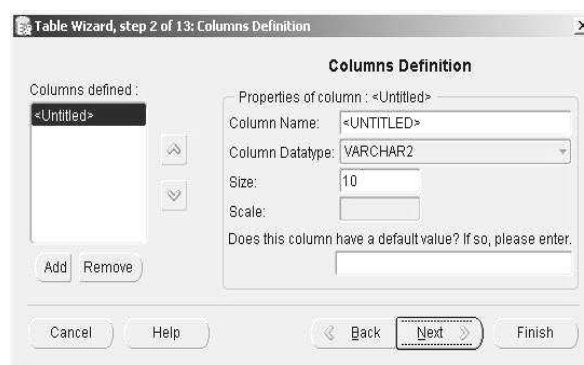 Table Wizard, step 2 of 13: Columns Definition
Columns Definition
Columns defined :
<Untitled>
Add
Remove
Properties of column : <Untitled>
Column Name: <UNTITLED>
Column Datatype: VARCHAR2
Size: 10
Scale:
Does this column have a default value? If so, please enter.
Cancel
Help
Back
Next
Finish